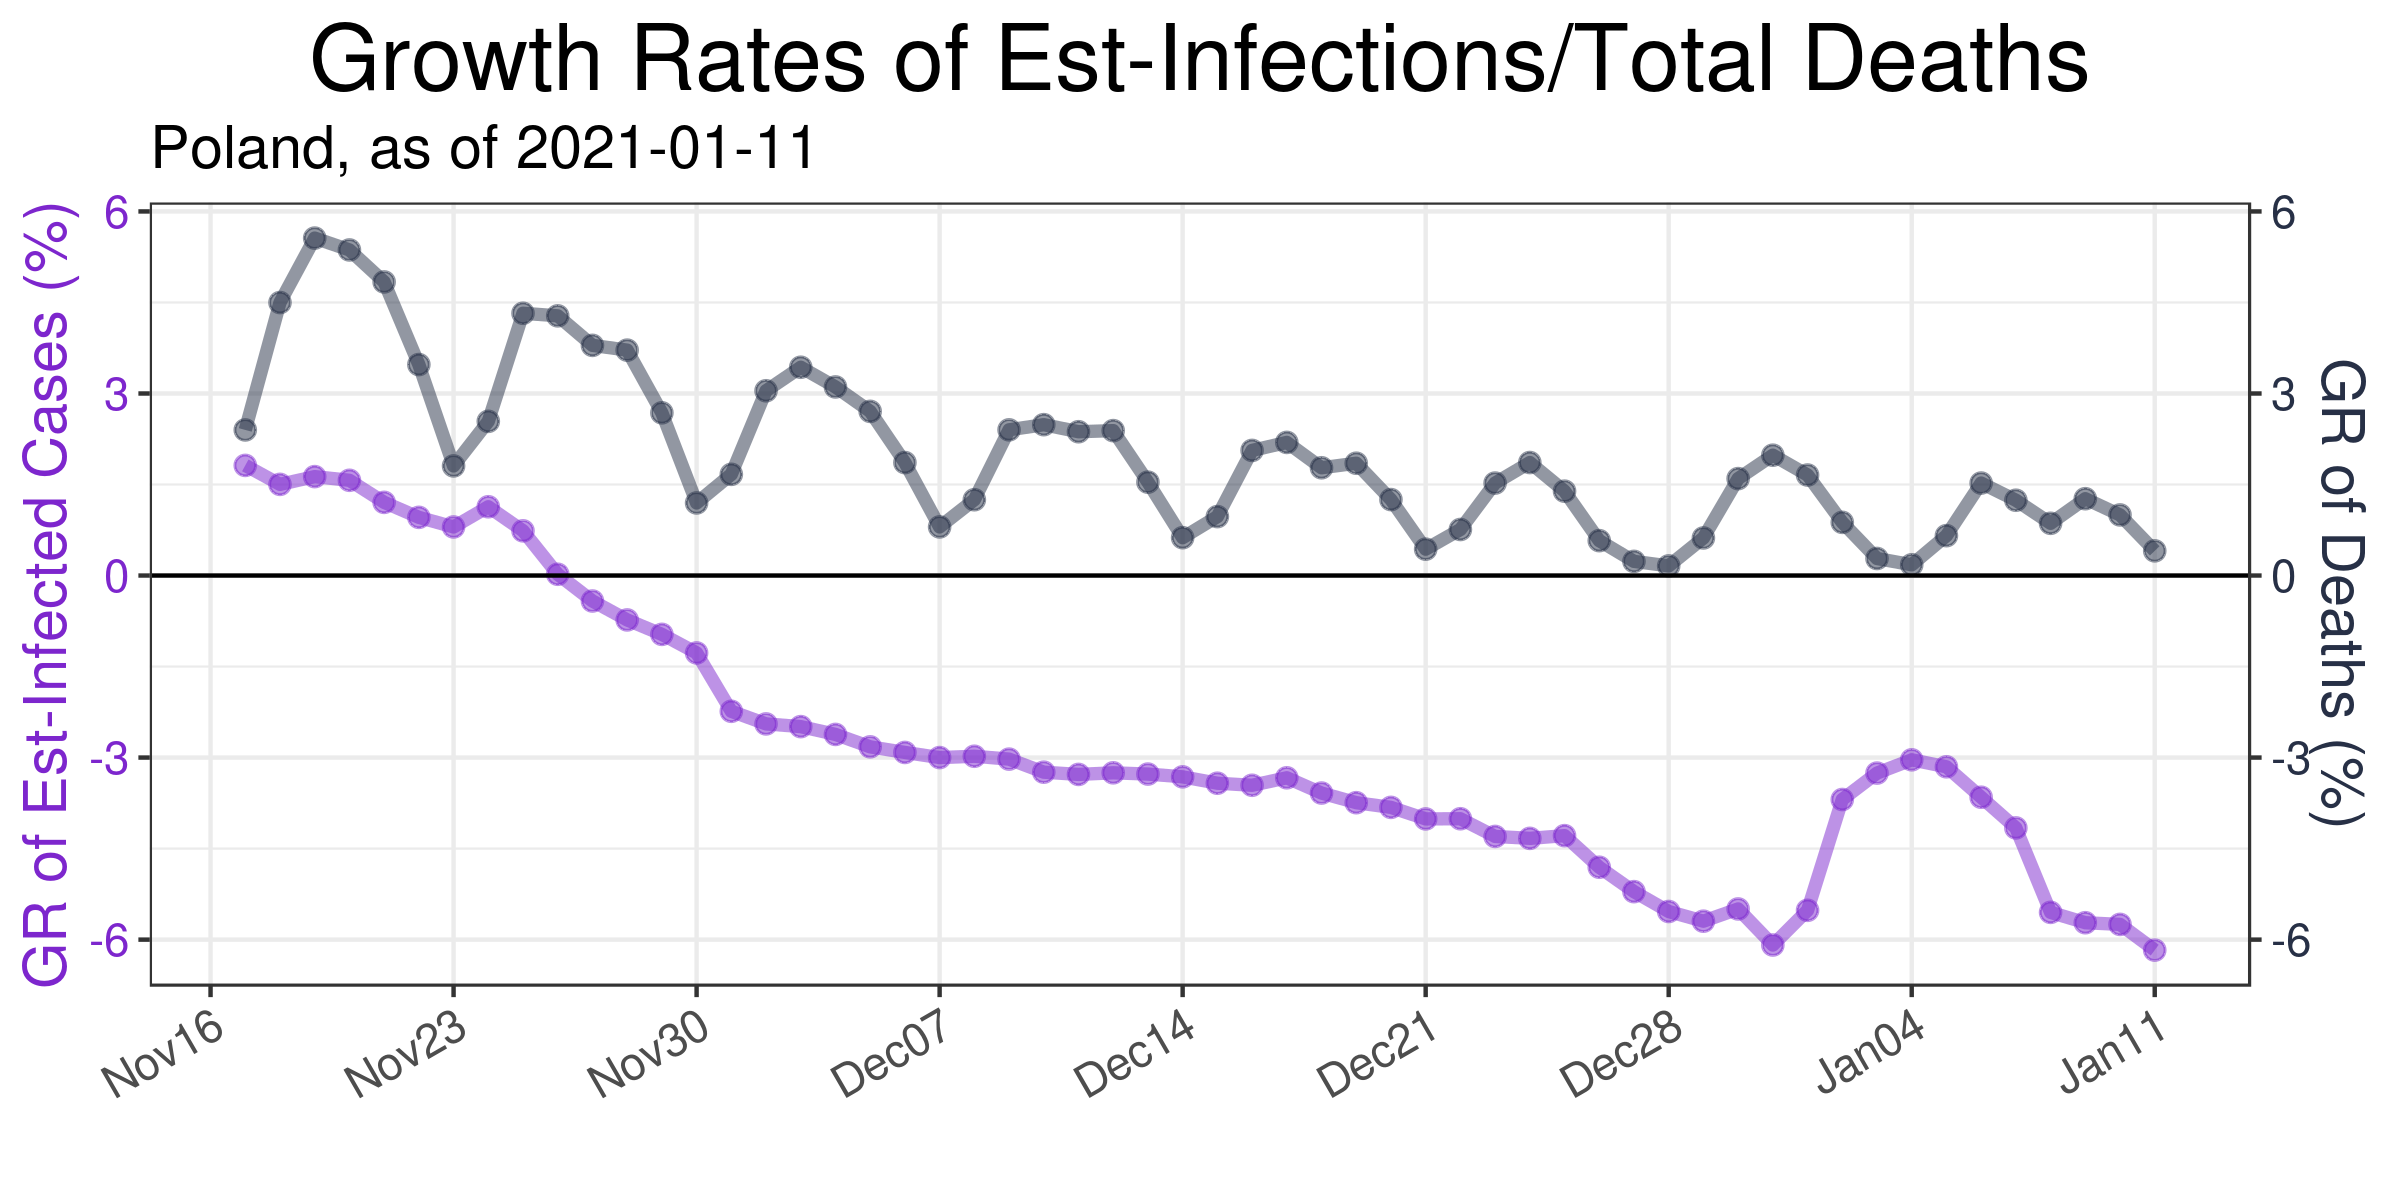 Growth Rates of Est-Infections/Total Deaths
Poland, as of 2021-01-11
GR of Est-Infected Cases (%)
6
3
0
-3
-6
6
3
0
-3
-6
GR of Deaths (%)
Nov16
Nov23
Nov30
Dec07
Dec14
Dec21
Dec28
Jan04
Jan11